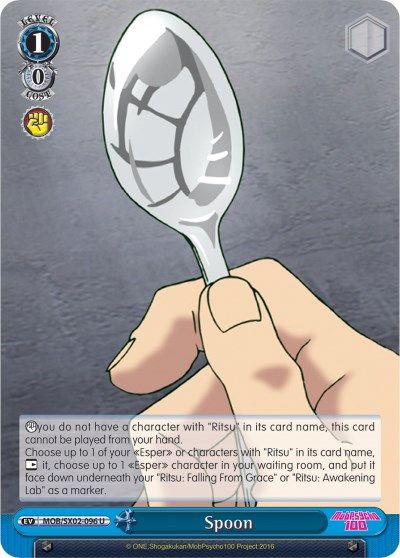 LEVEL
1
0
COST
you do not have a character with "Ritsu" in its card name, this card
cannot be played from your hand.
Choose up to 1 of your «Esper» or characters with "Ritsu" in its card name,
it, choose up to 1 «Esper» character in your waiting room, and put it
face down underneath your "Ritsu: Falling From Grace" or "Ritsu: Awakening
Lab" as a marker.
EV MOB/SX02-096 U
Spoon
MobPsycho
100
© ONE,Shogakukan/MobPsycho100 Project 2016